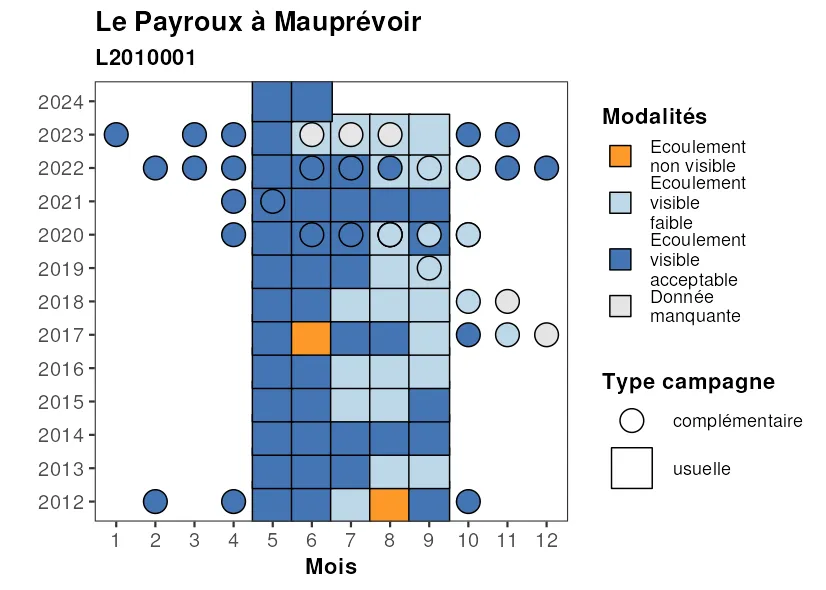 Le Payroux à Mauprévoir
L2010001
2024
2023
2022
2021
2020
2019
2018
2017
2016
2015
2014
2013
2012
1 2 3 4 5 6 7 8 9 10 11 12
Mois
Modalités
Ecoulement
non visible
Ecoulement
visible
faible
Ecoulement
visible
acceptable
Donnée
manquante
Type campagne
complémentaire
usuelle